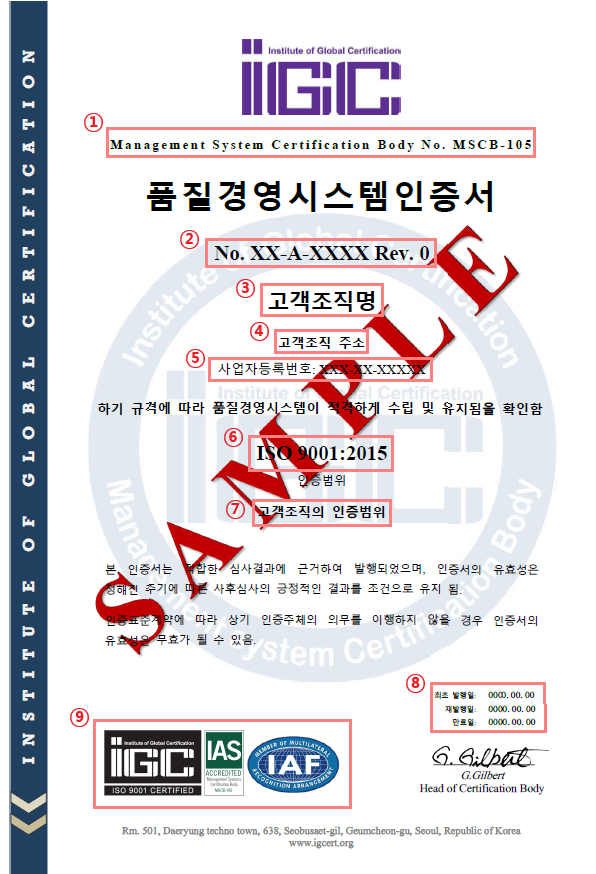 INSTITUTE OF GLOBAL CERTIFICATION
Institute of Global Certification
iGC
①
Management System Certification Body No. MSCB-105
품질경영시스템인증서
②
No. XX-A-XXXX Rev. 0
③
고객조직명
④
고객조직 주소
⑤
사업자등록번호: XXX-XX-XXXXX
하기 규격에 따라 품질경영시스템이 적격하게 수립 및 유지됨을 확인함
⑥
ISO 9001:2015
인증범위
⑦
고객조직의 인증범위
본 인증서는 적합한 심사결과에 근거하여 발행되었으며, 인증서의 유효성은
정해진 주기에 따른 사후심사의 긍정적인 결과를 조건으로 유지 됨.
인증표준계약에 따라 상기 인증주체의 의무를 이행하지 않을 경우 인증서의
유효성은 무효가 될 수 있음.
SAMPLE
Institute of Global Certification
Institute of Global Certification
iGC
Management System Certification Body
⑧
최초 발행일: 0000. 00. 00
재발행일: 0000. 00. 00
만료일: 0000. 00. 00
⑨
Institute of Global Certification
iGC
ISO 9001 CERTIFIED
IAS
ACCREDITED
Management Systems
Certification Body
MSCB-105
MEMBER OF MULTILATERAL
IAF
RECOGNITION ARRANGEMENT
G. Gilbert
G.Gilbert
Head of Certification Body
Rm. 501, Daeryung techno town, 638, Seobusaet-gil, Geumcheon-gu, Seoul, Republic of Korea
www.igcert.org